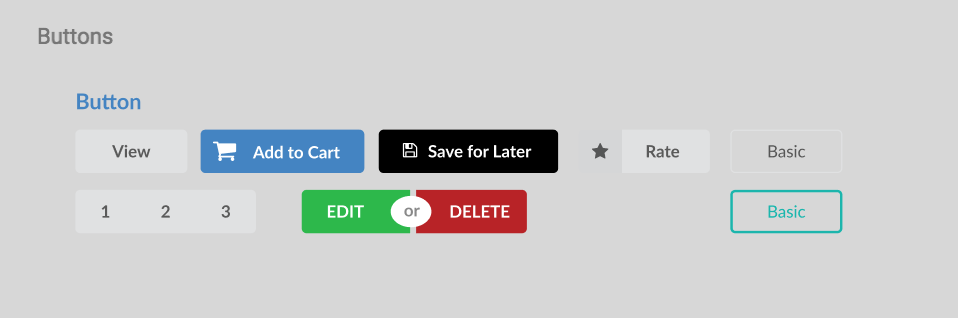 Buttons
Button
View Add to Cart Save for Later Rate Basic
1 2 3 EDIT or DELETE Basic